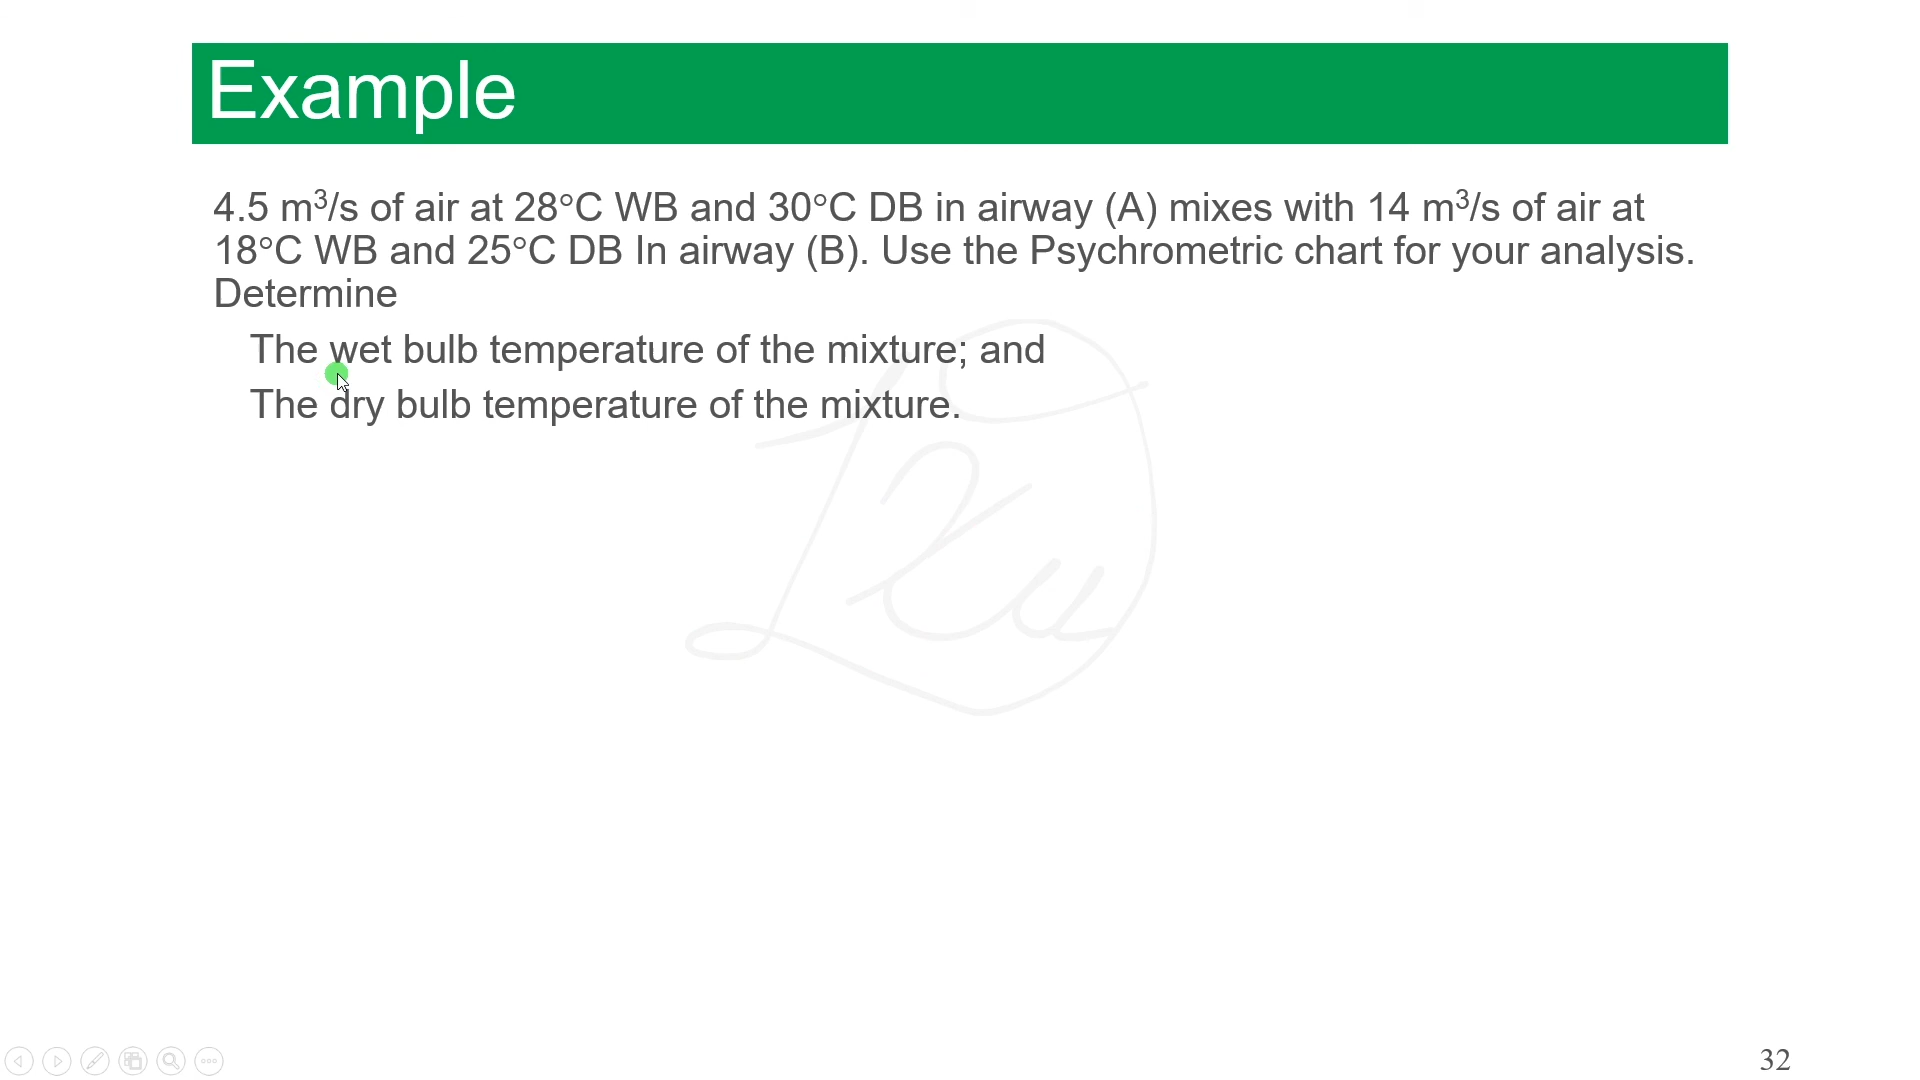 Example
4.5 m³/s of air at 28°C WB and 30°C DB in airway (A) mixes with 14 m³/s of air at
18°C WB and 25°C DB In airway (B). Use the Psychrometric chart for your analysis.
Determine
The wet bulb temperature of the mixture; and
The dry bulb temperature of the mixture.
32